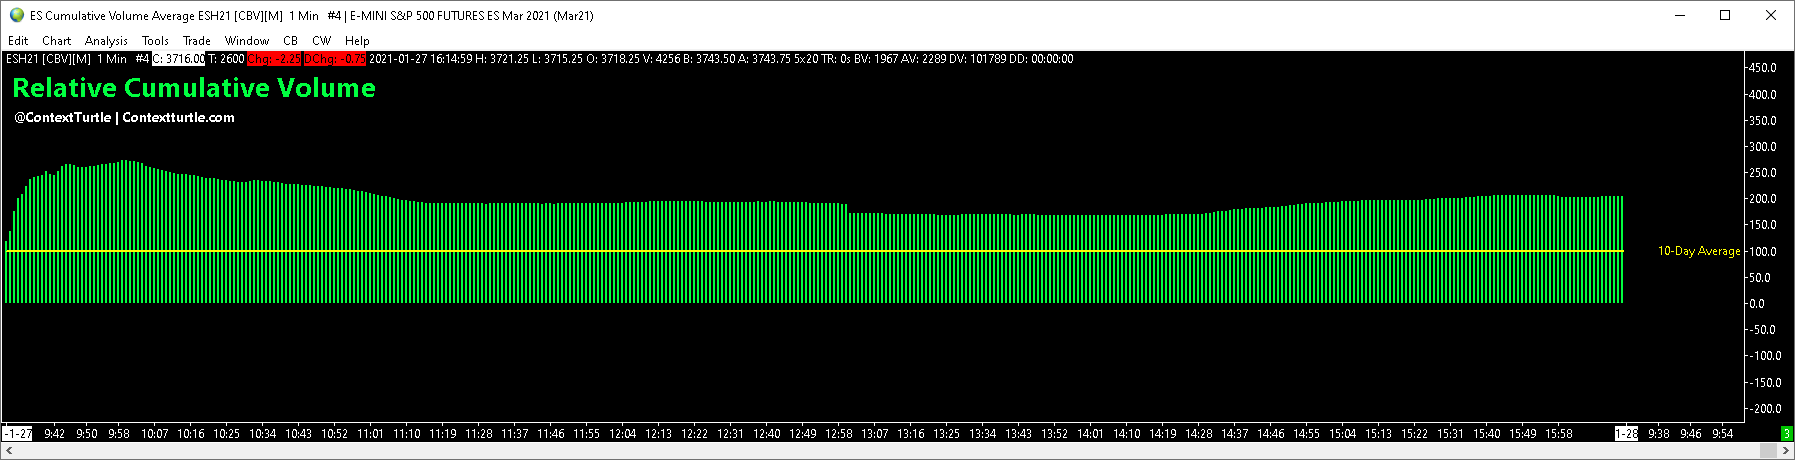 ES Cumulative Volume Average ESH21 [CBV][M]  1 Min   #4 | E-MINI S&P 500 FUTURES ES Mar 2021 (Mar21)
Edit Chart Analysis Tools Trade Window CB CW Help
ESH21 [CBV][M]  1 Min   #4 C: 3716.00 T: 2600 Chg: -2.25 DChg: -0.75 2021-01-27 16:14:59 H: 3721.25 L: 3715.25 O: 3718.25 V: 4256 B: 3743.50 A: 3743.75 5x20 TR: 0s BV: 1967 AV: 2289 DV: 101789 DD: 00:00:00
Relative Cumulative Volume
@ContextTurtle | Contextturtle.com
450.0
400.0
350.0
300.0
250.0
200.0
150.0
10-Day Average 100.0
50.0
0.0
-50.0
-100.0
-150.0
-200.0
-1-27 9:42 9:50 9:58 10:07 10:16 10:25 10:34 10:43 10:52 11:01 11:10 11:19 11:28 11:37 11:46 11:55 12:04 12:13 12:22 12:31 12:40 12:49 12:58 13:07 13:16 13:25 13:34 13:43 13:52 14:01 14:10 14:19 14:28 14:37 14:46 14:55 15:04 15:13 15:22 15:31 15:40 15:49 15:58 1-28 9:38 9:46 9:54 3